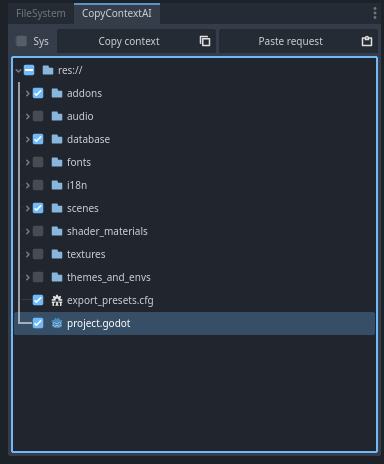 FileSystem CopyContextAI
Sys Copy context Paste request
res://
addons
audio
database
fonts
i18n
scenes
shader_materials
textures
themes_and_envs
export_presets.cfg
project.godot